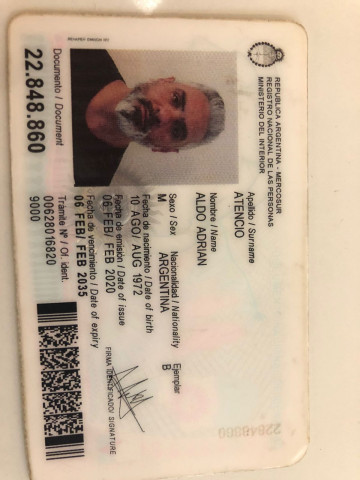 REPUBLICA ARGENTINA - MERCOSUR
REGISTRO NACIONAL DE LAS PERSONAS
MINISTERIO DEL INTERIOR
Apellido / Surname
ATENCIO
Nombre / Name
ALDO ADRIAN
Sexo / Sex Nacionalidad / Nationality Ejemplar
M ARGENTINA B
Fecha de nacimiento / Date of birth
10 AGO/ AUG 1972
Fecha de emisión / Date of issue
06 FEB/ FEB 2020
Fecha de vencimiento / Date of expiry
06 FEB/ FEB 2035
FIRMA IDENTIFICADO/ SIGNATURE
Documento / Document
22.848.860
Trámite Nº / Of. ident.
00628016820
9000